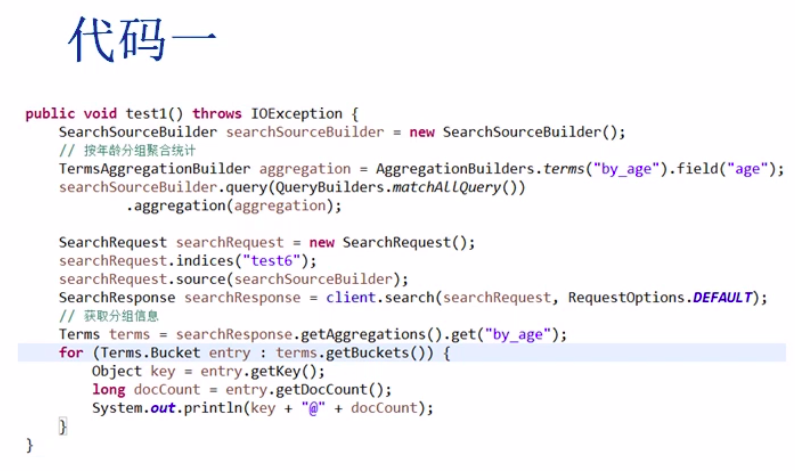 代码一
public void test1() throws IOException {
    SearchSourceBuilder searchSourceBuilder = new SearchSourceBuilder();
    // 按年龄分组聚合统计
    TermsAggregationBuilder aggregation = AggregationBuilders.terms("by_age").field("age");
    searchSourceBuilder.query(QueryBuilders.matchAllQuery())
            .aggregation(aggregation);
    SearchRequest searchRequest = new SearchRequest();
    searchRequest.indices("test6");
    searchRequest.source(searchSourceBuilder);
    SearchResponse searchResponse = client.search(searchRequest, RequestOptions.DEFAULT);
    // 获取分组信息
    Terms terms = searchResponse.getAggregations().get("by_age");
    for (Terms.Bucket entry : terms.getBuckets()) {
        Object key = entry.getKey();
        long docCount = entry.getDocCount();
        System.out.println(key + "@" + docCount);
    }
}